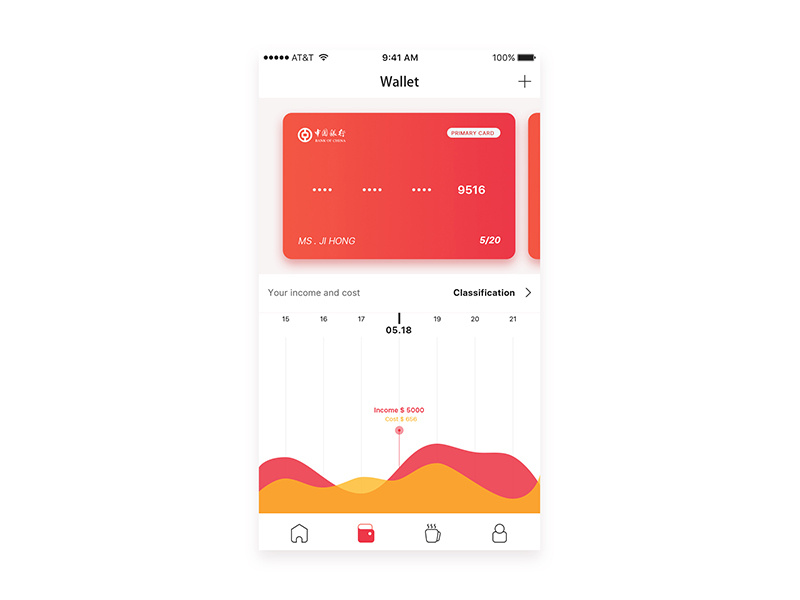 AT&T 9:41 AM 100%
Wallet
中国银行
BANK OF CHINA
PRIMARY CARD
•••• •••• •••• 9516
MS . JI HONG 5/20
Your income and cost Classification
15 16 17 05.18 19 20 21
Income $ 5000
Cost $ 650